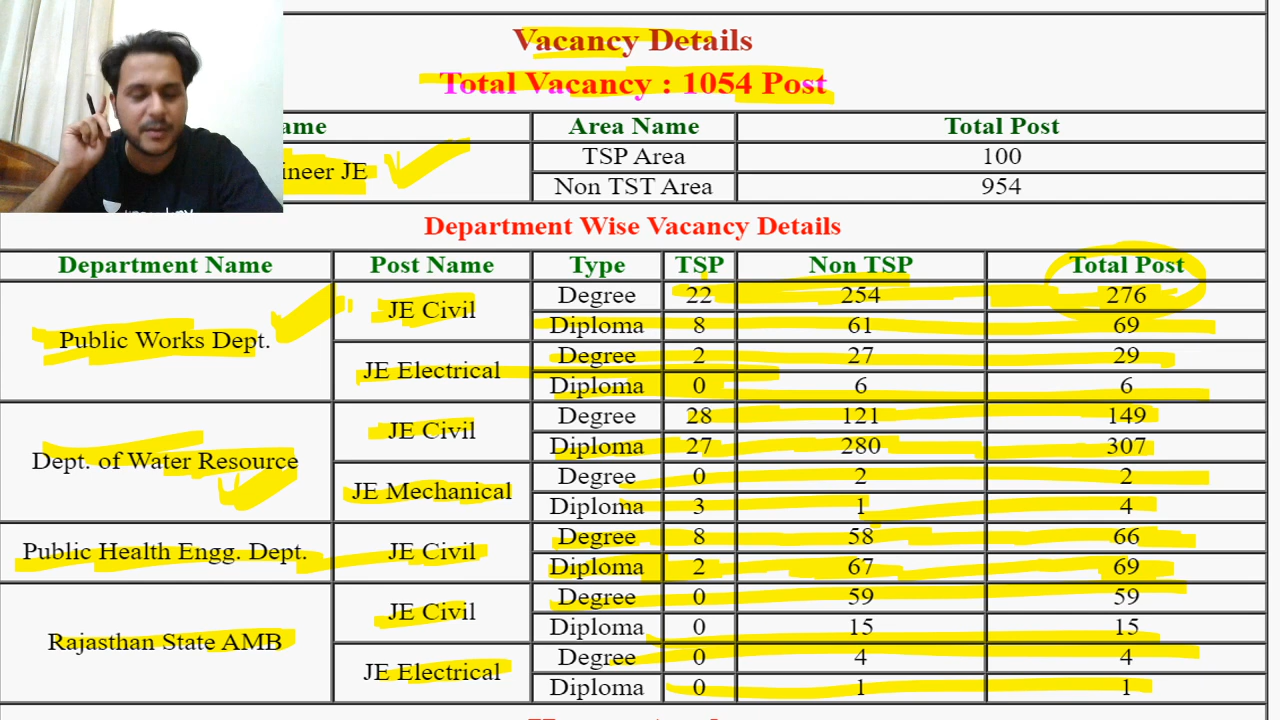 Vacancy Details
Total Vacancy : 1054 Post
ame Area Name Total Post
ineer JE TSP Area 100
Non TST Area 954
Department Wise Vacancy Details
Department Name Post Name Type TSP Non TSP Total Post
Public Works Dept. JE Civil Degree 22 254 276
Diploma 8 61 69
JE Electrical Degree 2 27 29
Diploma 0 6 6
Dept. of Water Resource JE Civil Degree 28 121 149
Diploma 27 280 307
JE Mechanical Degree 0 2 2
Diploma 3 1 4
Public Health Engg. Dept. JE Civil Degree 8 58 66
Diploma 2 67 69
Rajasthan State AMB JE Civil Degree 0 59 59
Diploma 0 15 15
JE Electrical Degree 0 4 4
Diploma 0 1 1